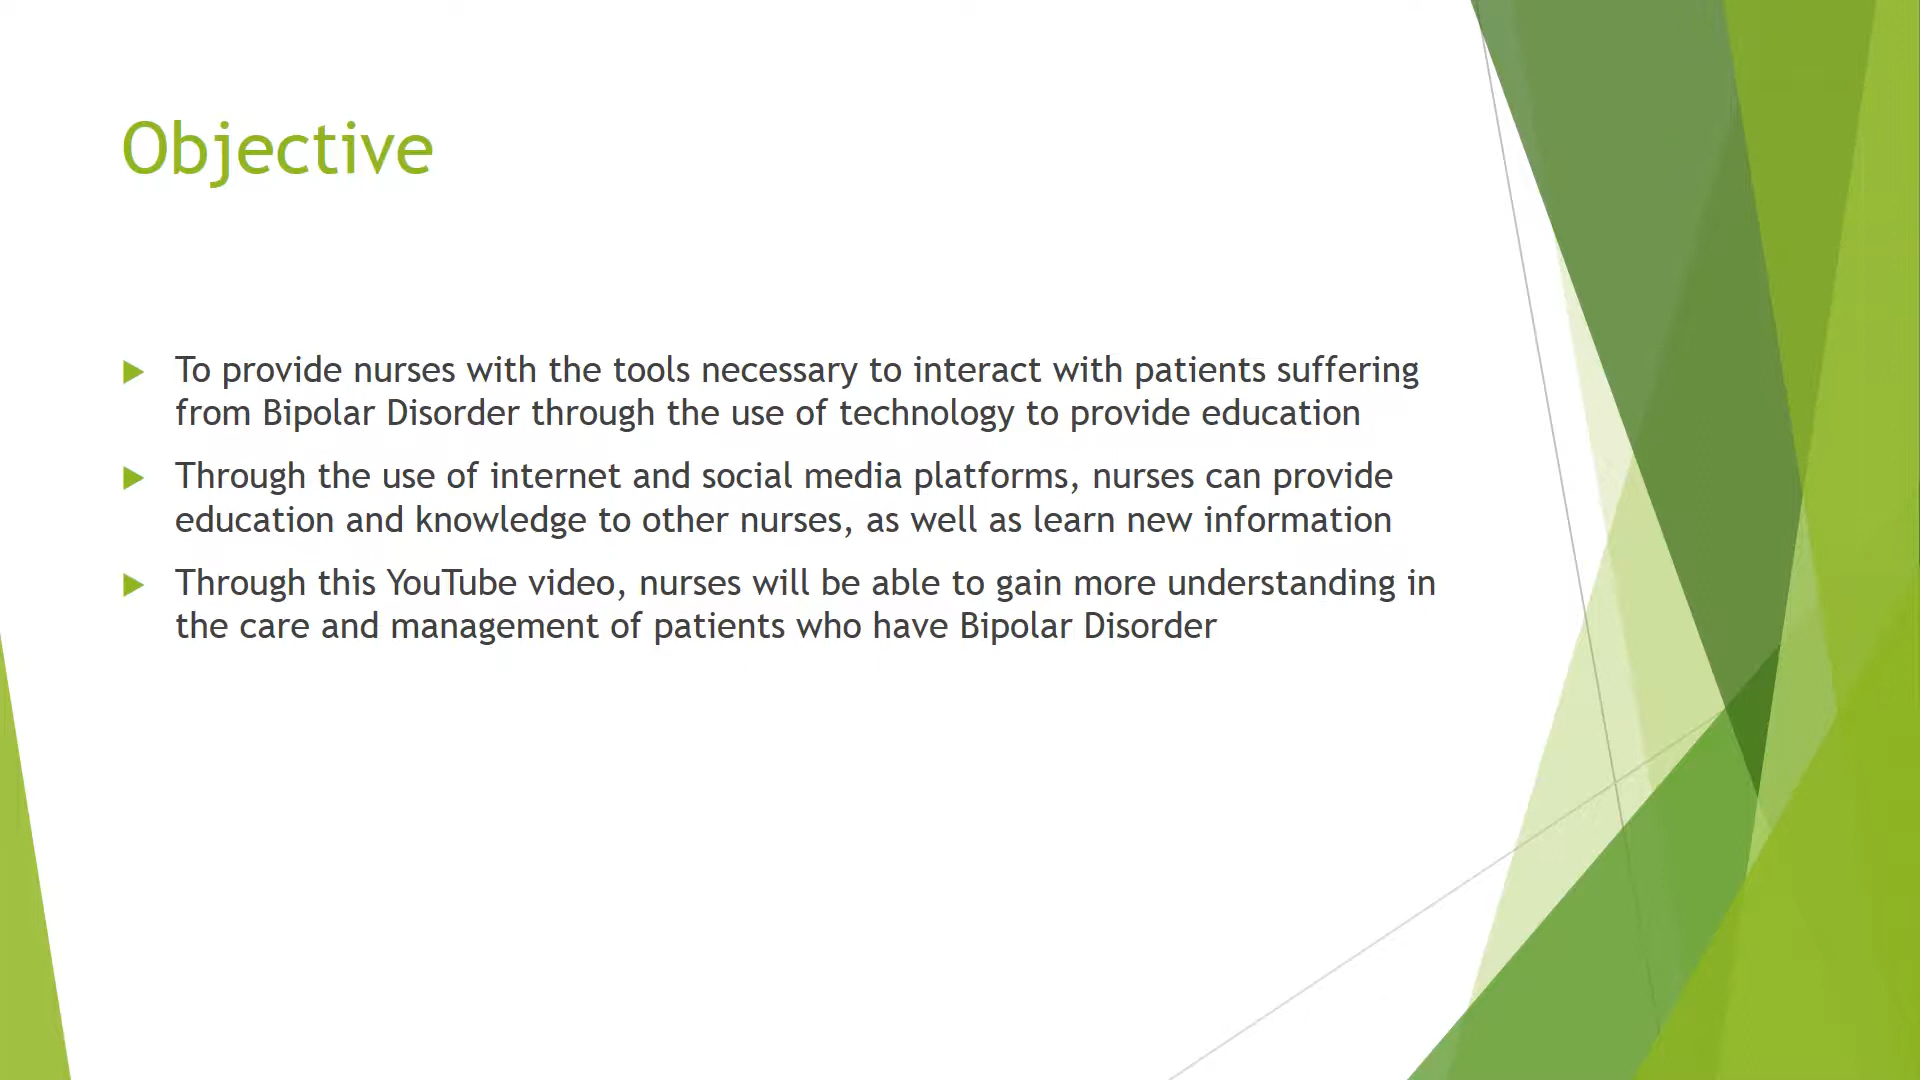 Objective
To provide nurses with the tools necessary to interact with patients suffering
from Bipolar Disorder through the use of technology to provide education
Through the use of internet and social media platforms, nurses can provide
education and knowledge to other nurses, as well as learn new information
Through this YouTube video, nurses will be able to gain more understanding in
the care and management of patients who have Bipolar Disorder